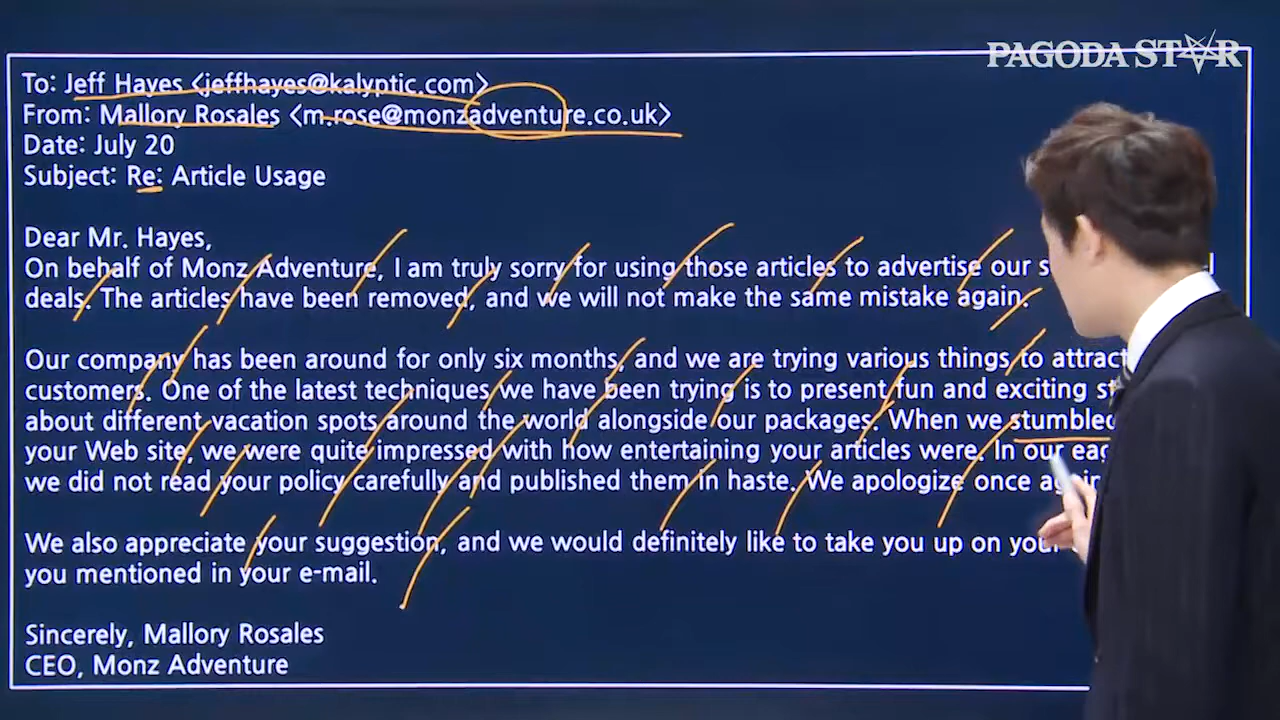 PAGODA STAR
To: Jeff Hayes <jeffhayes@kalyptic.com>
From: Mallory Rosales <m.rose@monzadventure.co.uk>
Date: July 20
Subject: Re: Article Usage
Dear Mr. Hayes,
On behalf of Monz Adventure, I am truly sorry for using those articles to advertise our
deals. The articles have been removed, and we will not make the same mistake again.
Our company has been around for only six months, and we are trying various things to attract
customers. One of the latest techniques we have been trying is to present fun and exciting
about different vacation spots around the world alongside our packages. When we stumbled
your Web site, we were quite impressed with how entertaining your articles were. In our
we did not read your policy carefully and published them in haste. We apologize once
We also appreciate your suggestion, and we would definitely like to take you up on
you mentioned in your e-mail.
Sincerely, Mallory Rosales
CEO, Monz Adventure